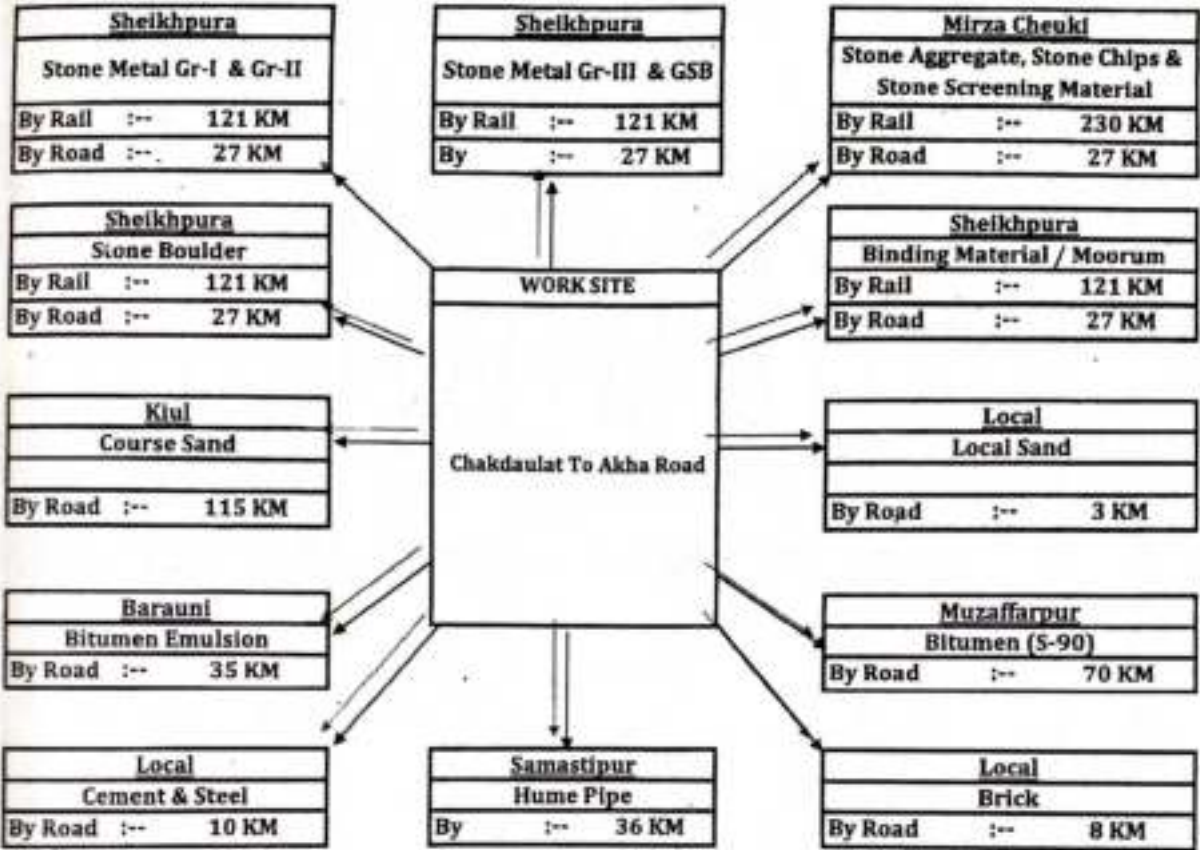 Sheikhpura
Stone Metal Gr-I & Gr-II
By Rail :-- 121 KM
By Road :--. 27 KM
Sheikhpura
Stone Metal Gr-III & GSB
By Rail :-- 121 KM
By :-- 27 KM
Mirza Cheuki
Stone Aggregate, Stone Chips &
Stone Screening Material
By Rail :-- 230 KM
By Road :-- 27 KM
Sheikhpura
Stone Boulder
By Rail :-- 121 KM
By Road :-- 27 KM
WORK SITE
Chakdaulat To Akha Road
Sheikhpura
Binding Material / Moorum
By Rail :-- 121 KM
By Road :-- 27 KM
Kiul
Course Sand
By Road :-- 115 KM
Local
Local Sand
By Road :-- 3 KM
Barauni
Bitumen Emulsion
By Road :-- 35 KM
Muzaffarpur
Bitumen (S-90)
By Road :-- 70 KM
Local
Cement & Steel
By Road :-- 10 KM
Samastipur
Hume Pipe
By :-- 36 KM
Local
Brick
By Road :-- 8 KM